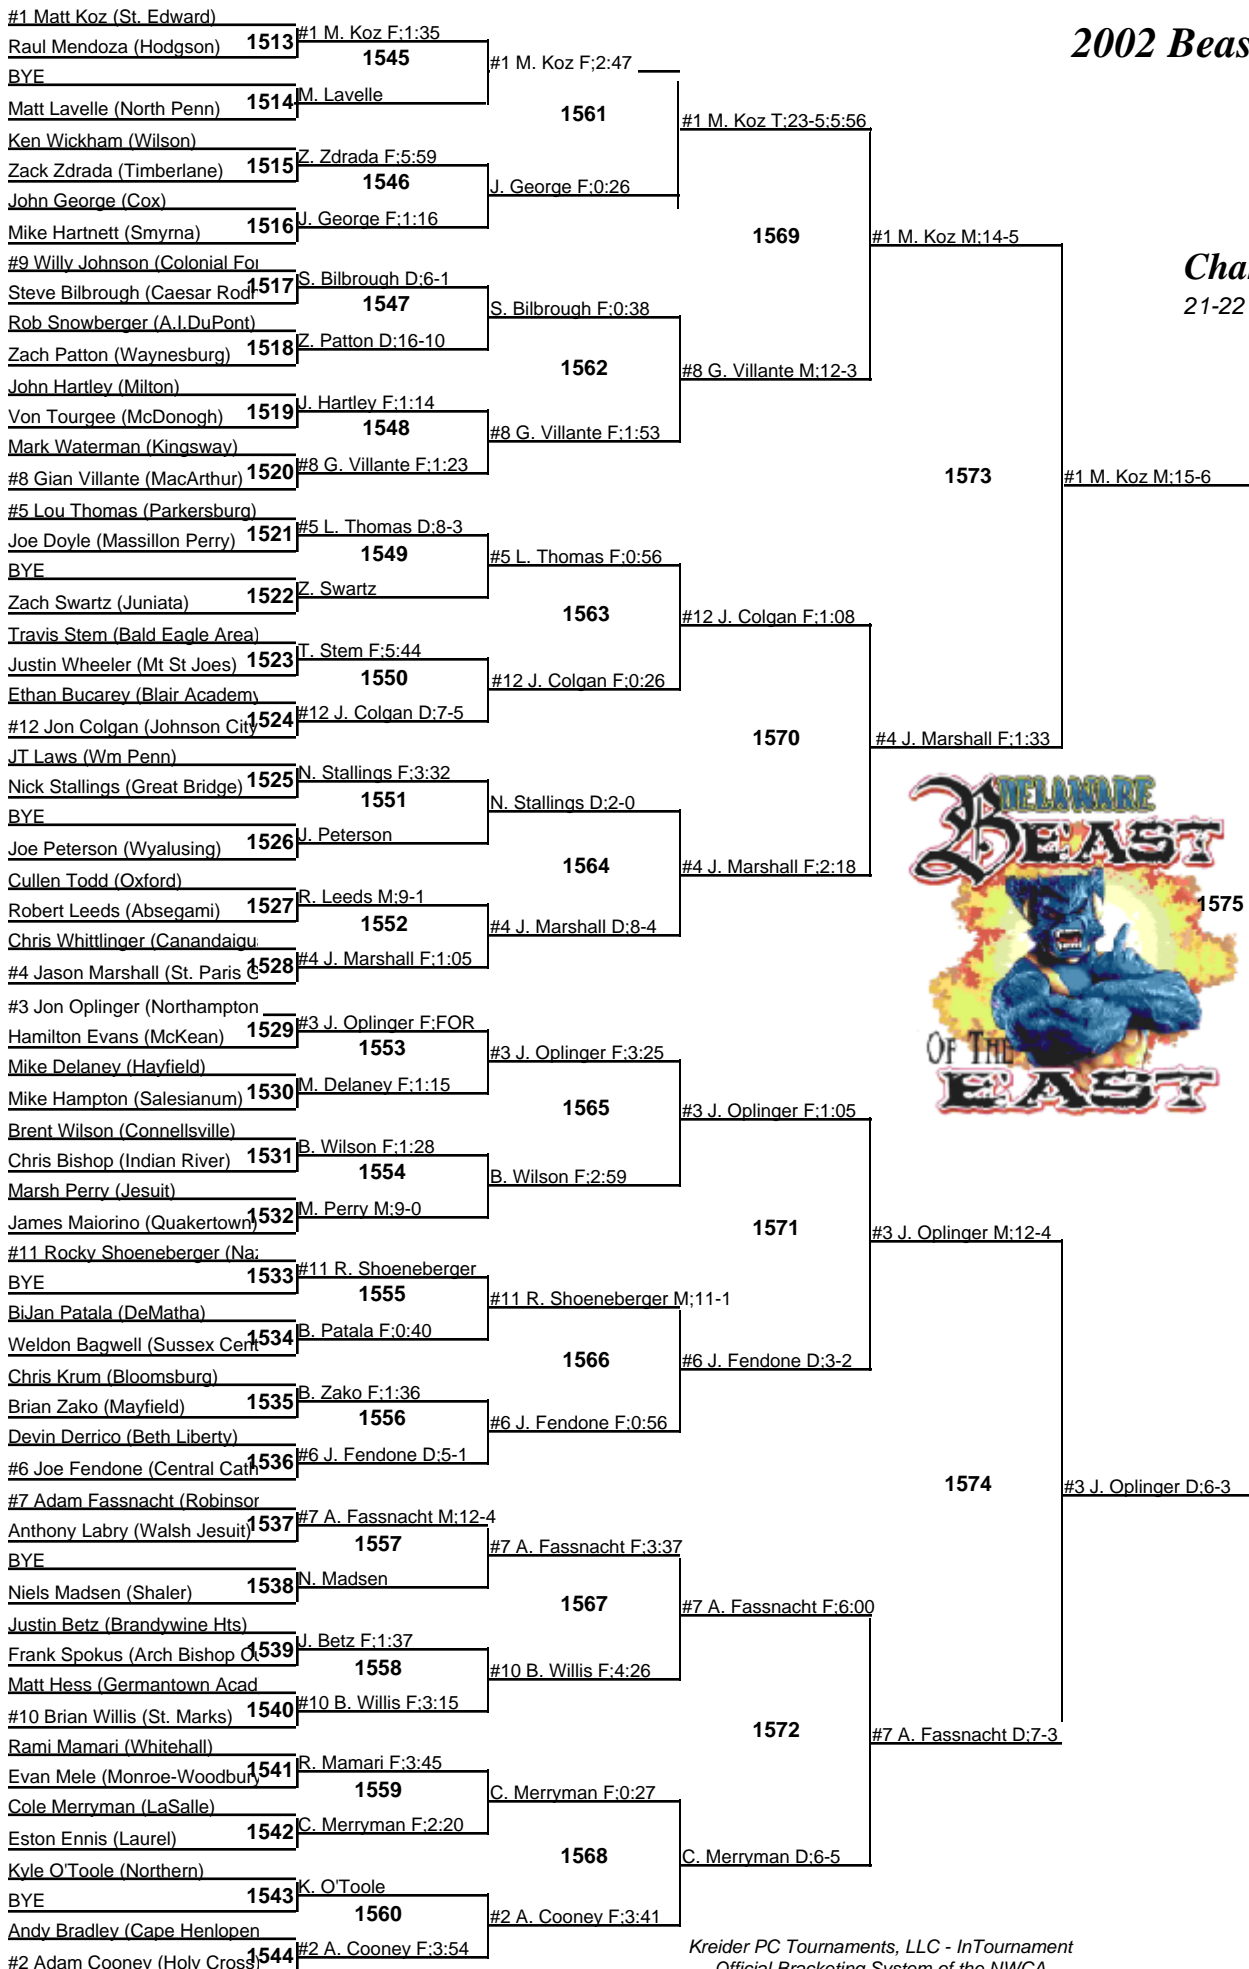 #1 Matt Koz (St. Edward)
Raul Mendoza (Hodgson)
BYE
Matt Lavelle (North Penn)
Ken Wickham (Wilson)
Zack Zdrada (Timberlane)
John George (Cox)
Mike Hartnett (Smyrna)
#9 Willy Johnson (Colonial For
Steve Bilbrough (Caesar Rodn
Rob Snowberger (A.I.DuPont)
Zach Patton (Waynesburg)
John Hartley (Milton)
Von Tourgee (McDonogh)
Mark Waterman (Kingsway)
#8 Gian Villante (MacArthur)
#5 Lou Thomas (Parkersburg)
Joe Doyle (Massillon Perry)
BYE
Zach Swartz (Juniata)
Travis Stem (Bald Eagle Area)
Justin Wheeler (Mt St Joes)
Ethan Bucarey (Blair Academy
#12 Jon Colgan (Johnson City
JT Laws (Wm Penn)
Nick Stallings (Great Bridge)
BYE
Joe Peterson (Wyalusing)
Cullen Todd (Oxford)
Robert Leeds (Absegami)
Chris Whittlinger (Canandaigu
#4 Jason Marshall (St. Paris G
#3 Jon Oplinger (Northampton
Hamilton Evans (McKean)
Mike Delaney (Hayfield)
Mike Hampton (Salesianum)
Brent Wilson (Connellsville)
Chris Bishop (Indian River)
Marsh Perry (Jesuit)
James Maiorino (Quakertown)
#11 Rocky Shoeneberger (Naz
BYE
BiJan Patala (DeMatha)
Weldon Bagwell (Sussex Cent
Chris Krum (Bloomsburg)
Brian Zako (Mayfield)
Devin Derrico (Beth Liberty)
#6 Joe Fendone (Central Cath
#7 Adam Fassnacht (Robinson
Anthony Labry (Walsh Jesuit)
BYE
Niels Madsen (Shaler)
Justin Betz (Brandywine Hts)
Frank Spokus (Arch Bishop
Matt Hess (Germantown Acad
#10 Brian Willis (St. Marks)
Rami Mamari (Whitehall)
Evan Mele (Monroe-Woodbury
Cole Merryman (LaSalle)
Eston Ennis (Laurel)
Kyle O'Toole (Northern)
BYE
Andy Bradley (Cape Henlopen
#2 Adam Cooney (Holy Cross)
1513
1514
1515
1516
1517
1518
1519
1520
1521
1522
1523
1524
1525
1526
1527
1528
1529
1530
1531
1532
1533
1534
1535
1536
1537
1538
1539
1540
1541
1542
1543
1544
#1 M. Koz F;1:35
1545
M. Lavelle
Z. Zdrada F;5:59
1546
J. George F;1:16
S. Bilbrough D;6-1
1547
Z. Patton D;16-10
J. Hartley F;1:14
1548
#8 G. Villante F;1:23
#5 L. Thomas D;8-3
1549
Z. Swartz
T. Stem F;5:44
1550
#12 J. Colgan D;7-5
N. Stallings F;3:32
1551
J. Peterson
R. Leeds M;9-1
1552
#4 J. Marshall F;1:05
#3 J. Oplinger F;FOR
1553
M. Delaney F;1:15
B. Wilson F;1:28
1554
M. Perry M;9-0
#11 R. Shoeneberger
1555
B. Patala F;0:40
B. Zako F;1:36
1556
#6 J. Fendone D;5-1
#7 A. Fassnacht M;12-4
1557
N. Madsen
J. Betz F;1:37
1558
#10 B. Willis F;3:15
R. Mamari F;3:45
1559
C. Merryman F;2:20
K. O'Toole
1560
#2 A. Cooney F;3:54
#1 M. Koz F;2:47
1561
J. George F;0:26
S. Bilbrough F;0:38
1562
#8 G. Villante F;1:53
#5 L. Thomas F;0:56
1563
#12 J. Colgan F;0:26
N. Stallings D;2-0
1564
#4 J. Marshall D;8-4
#3 J. Oplinger F;3:25
1565
B. Wilson F;2:59
#11 R. Shoeneberger M;11-1
1566
#6 J. Fendone F;0:56
#7 A. Fassnacht F;3:37
1567
#10 B. Willis F;4:26
C. Merryman F;0:27
1568
#2 A. Cooney F;3:41
#1 M. Koz T;23-5;5:56
1569
#8 G. Villante M;12-3
#12 J. Colgan F;1:08
1570
#4 J. Marshall F;2:18
#3 J. Oplinger F;1:05
1571
#6 J. Fendone D;3-2
#7 A. Fassnacht F;6:00
1572
C. Merryman D;6-5
#1 M. Koz M;14-5
1573
#4 J. Marshall F;1:33
#3 J. Oplinger M;12-4
1574
#7 A. Fassnacht D;7-3
2002 Beas
Cha
21-22
#1 M. Koz M;15-6
DELAWARE
BEAST
1575
OF THE
EAST
#3 J. Oplinger D;6-3
Kreider PC Tournaments, LLC - InTournament
Official Bracketing System of the NWCA